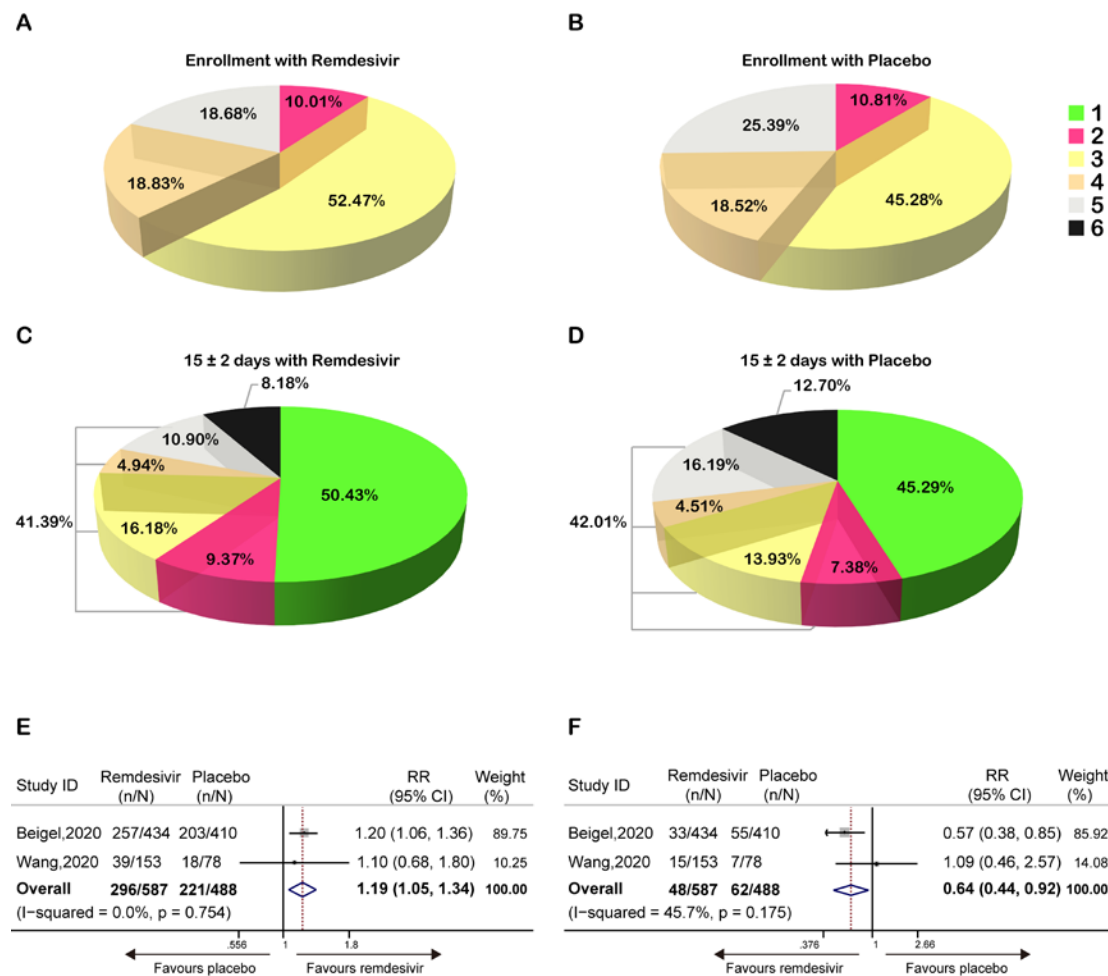 A
B
Enrollment with Remdesivir
Enrollment with Placebo
18.68%
10.01%
18.83%
52.47%
25.39%
10.81%
18.52%
45.28%
1
2
3
4
5
6
C
D
15 ± 2 days with Remdesivir
15 ± 2 days with Placebo
8.18%
10.90%
4.94%
50.43%
41.39%
16.18%
9.37%
12.70%
16.19%
45.29%
4.51%
42.01%
13.93%
7.38%
E
Study ID Remdesivir (n/N) Placebo (n/N) RR (95% CI) Weight (%)
Beigel,2020 257/434 203/410 1.20 (1.06, 1.36) 89.75
Wang,2020 39/153 18/78 1.10 (0.68, 1.80) 10.25
Overall 296/587 221/488 1.19 (1.05, 1.34) 100.00
(I−squared = 0.0%, p = 0.754)
.556 1 1.8
Favours placebo Favours remdesivir
F
Study ID Remdesivir (n/N) Placebo (n/N) RR (95% CI) Weight (%)
Beigel,2020 33/434 55/410 0.57 (0.38, 0.85) 85.92
Wang,2020 15/153 7/78 1.09 (0.46, 2.57) 14.08
Overall 48/587 62/488 0.64 (0.44, 0.92) 100.00
(I−squared = 45.7%, p = 0.175)
.376 1 2.66
Favours remdesivir Favours placebo